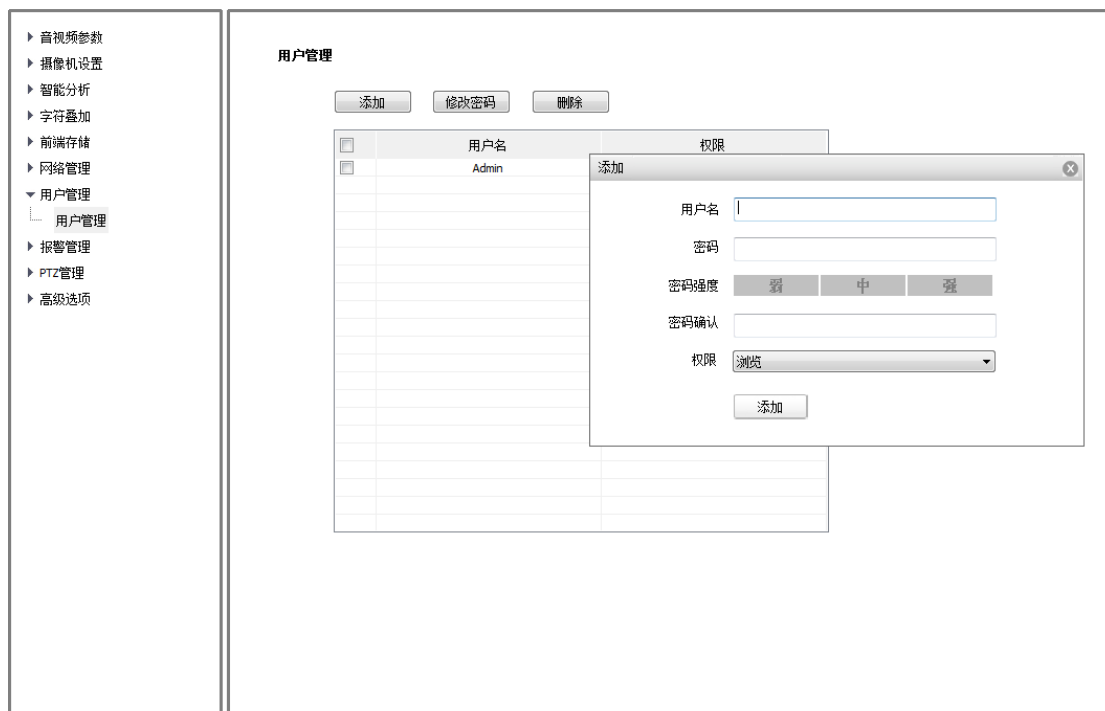 音视频参数
摄像机设置
智能分析
字符叠加
前端存储
网络管理
用户管理
用户管理
报警管理
PTZ管理
高级选项
用户管理
添加 修改密码 删除
用户名 权限
Admin
添加
用户名
密码
密码强度 弱 中 强
密码确认
权限 浏览
添加